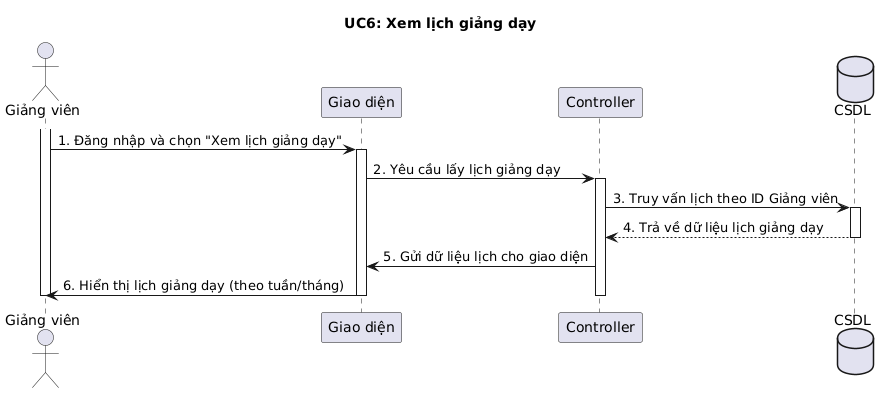 UC6: Xem lịch giảng dạy
Giảng viên
Giao diện
Controller
CSDL
1. Đăng nhập và chọn "Xem lịch giảng dạy"
2. Yêu cầu lấy lịch giảng dạy
3. Truy vấn lịch theo ID Giảng viên
4. Trả về dữ liệu lịch giảng dạy
5. Gửi dữ liệu lịch cho giao diện
6. Hiển thị lịch giảng dạy (theo tuần/tháng)
Giảng viên
Giao diện
Controller
CSDL